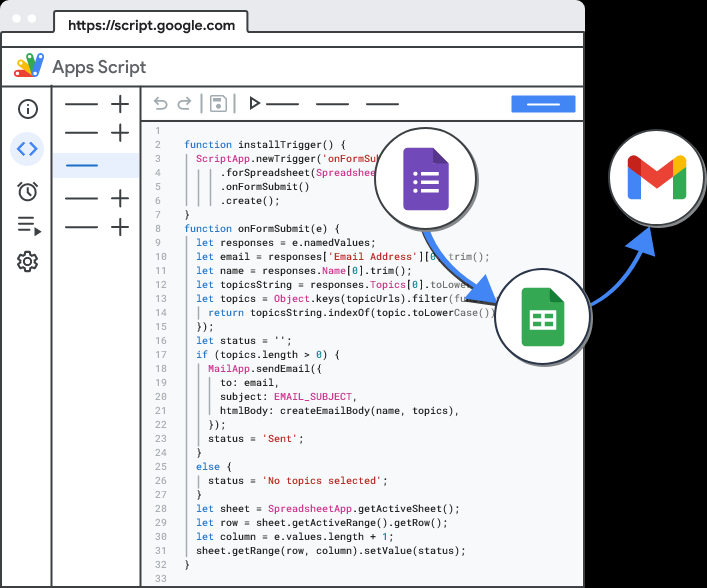 https://script.google.com
Apps Script
1
2 function installTrigger() {
3 ScriptApp.newTrigger('onFormSub
4 .forSpreadsheet(Spreadshee
5 .onFormSubmit()
6 .create();
7 }
8 function onFormSubmit(e) {
9 let responses = e.namedValues;
10 let email = responses['Email Address'][0].trim();
11 let name = responses.Name[0].trim();
12 let topicsString = responses.Topics[0].toLowe
13 let topics = Object.keys(topicUrls).filter(fu
14 return topicsString.indexOf(topic.toLowerCase())
15 });
16 let status = '';
17 if (topics.length > 0) {
18 MailApp.sendEmail({
19 to: email,
20 subject: EMAIL_SUBJECT,
21 htmlBody: createEmailBody(name, topics),
22 });
23 status = 'Sent';
24 }
25 else {
26 status = 'No topics selected';
27 }
28 let sheet = SpreadsheetApp.getActiveSheet();
29 let row = sheet.getActiveRange().getRow();
30 let column = e.values.length + 1;
31 sheet.getRange(row, column).setValue(status);
32 }
33